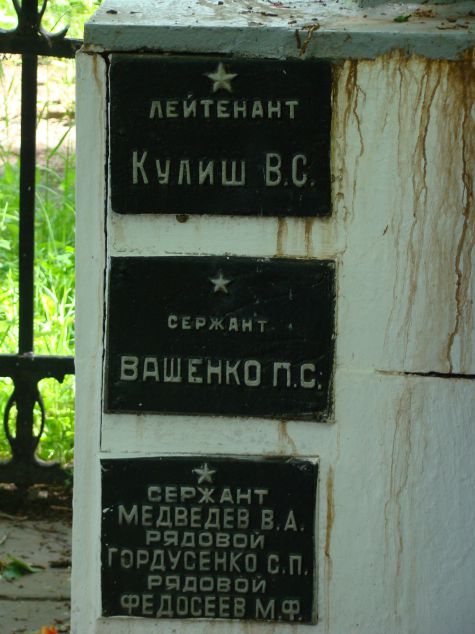 ЛЕЙТЕНАНТ
КУЛИШ В.С.
СЕРЖАНТ
ВАШЕНКО П.С.
СЕРЖАНТ
МЕДВЕДЕВ В.А.
РЯДОВОЙ
ГОРДУСЕНКО С.П.
РЯДОВОЙ
ФЕДОСЕЕВ М.Ф.